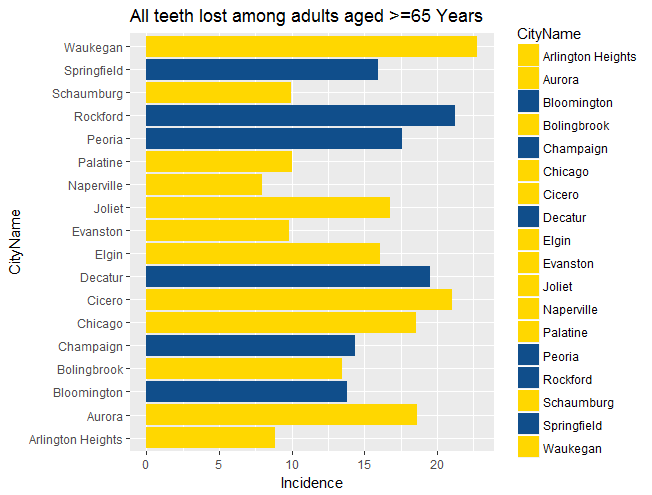 All teeth lost among adults aged >=65 Years
CityName
Waukegan
Springfield
Schaumburg
Rockford
Peoria
Palatine
Naperville
Joliet
Evanston
Elgin
Decatur
Cicero
Chicago
Champaign
Bolingbrook
Bloomington
Aurora
Arlington Heights
0 5 10 15 20
Incidence
CityName
Arlington Heights
Aurora
Bloomington
Bolingbrook
Champaign
Chicago
Cicero
Decatur
Elgin
Evanston
Joliet
Naperville
Palatine
Peoria
Rockford
Schaumburg
Springfield
Waukegan